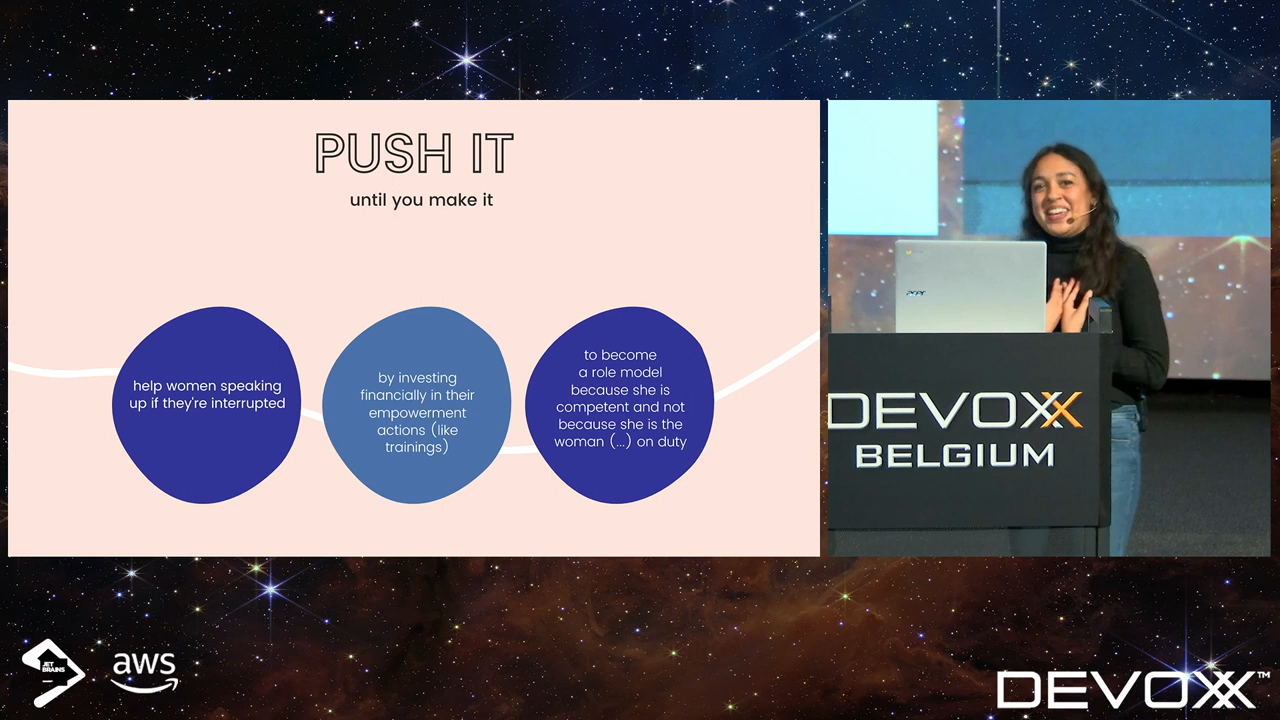 PUSH IT
until you make it
help women speaking
up if they're interrupted
by investing
financially in their
empowerment
actions (like
trainings)
to become
a role model
because she is
competent and not
because she is the
woman (...) on duty
acer
DEVOXX
BELGIUM
JET
BRAINS
aws
DEVOXX™